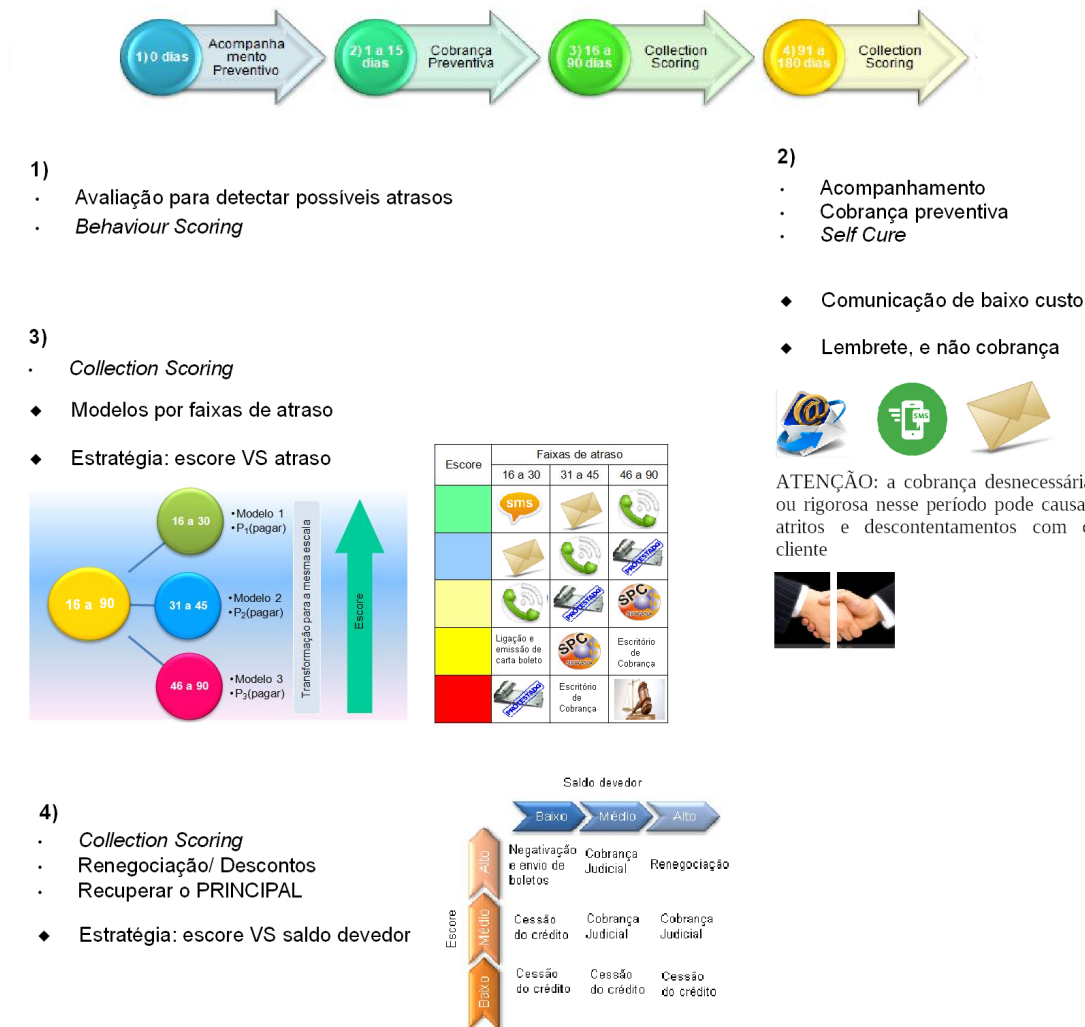 1) 0 dias
Acompanha
mento
Preventivo
2) 1 a 15
dias
Cobrança
Preventiva
3) 16 a
90 dias
Collection
Scoring
4) 91 a
180 dias
Collection
Scoring
1)
· Avaliação para detectar possíveis atrasos
· Behaviour Scoring
2)
· Acompanhamento
· Cobrança preventiva
· Self Cure
◆ Comunicação de baixo custo
◆ Lembrete, e não cobrança
@
SMS
ATENÇÃO: a cobrança desnecessária
ou rigorosa nesse período pode causa
atritos e descontentamentos com
cliente
3)
· Collection Scoring
◆ Modelos por faixas de atraso
◆ Estratégia: escore VS atraso
16 a 90
16 a 30
•Modelo 1
•P₁(pagar)
31 a 45
•Modelo 2
•P₂(pagar)
46 a 90
•Modelo 3
•P₃(pagar)
Transformação para a mesma escala
Escore
Escore
Faixas de atraso
16 a 30 31 a 45 46 a 90
sms
PROTESTADO
PROTESTADO
SPC
SERASA
Ligação e
emissão de
carta boleto
SPC
SERASA
Escritório
de
Cobrança
PROTESTADO
Escritório
de
Cobrança
4)
· Collection Scoring
· Renegociação/ Descontos
· Recuperar o PRINCIPAL
◆ Estratégia: escore VS saldo devedor
Saldo devedor
Baixo Médio Alto
Escore
Alto
Negativação
e envio de
boletos
Cobrança
Judicial
Renegociação
Médio
Cessão
do crédito
Cobrança
Judicial
Cobrança
Judicial
Baixo
Cessão
do crédito
Cessão
do crédito
Cessão
do crédito